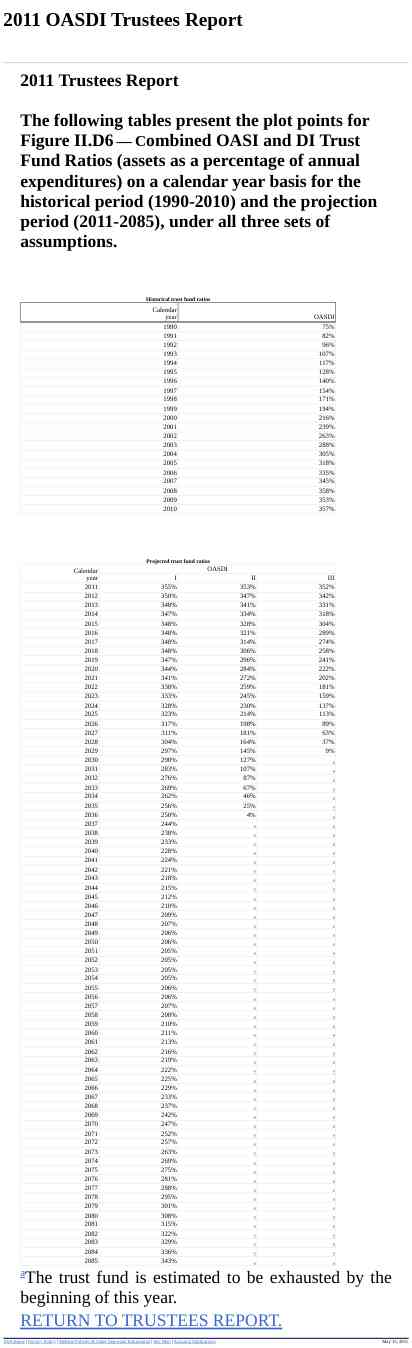 2011 OASDI Trustees Report
2011 Trustees Report
The following tables present the plot points for
Figure II.D6 — Combined OASI and DI Trust
Fund Ratios (assets as a percentage of annual
expenditures) on a calendar year basis for the
historical period (1990-2010) and the projection
period (2011-2085), under all three sets of
assumptions.
Historical trust fund ratios
Calendar
year OASDI
1990 75%
1991 82%
1992 96%
1993 107%
1994 117%
1995 128%
1996 140%
1997 154%
1998 171%
1999 194%
2000 216%
2001 239%
2002 263%
2003 288%
2004 305%
2005 318%
2006 335%
2007 345%
2008 358%
2009 353%
2010 357%
Projected trust fund ratios
Calendar OASDI
year I II III
2011 355% 353% 352%
2012 350% 347% 342%
2013 348% 341% 331%
2014 347% 334% 318%
2015 348% 328% 304%
2016 348% 321% 289%
2017 348% 314% 274%
2018 348% 306% 258%
2019 347% 296% 241%
2020 344% 284% 222%
2021 341% 272% 202%
2022 338% 259% 181%
2023 333% 245% 159%
2024 328% 230% 137%
2025 323% 214% 113%
2026 317% 198% 89%
2027 311% 181% 63%
2028 304% 164% 37%
2029 297% 145% 9%
2030 290% 127%
2031 283% 107%
2032 276% 87%
2033 269% 67%
2034 262% 46%
2035 256% 25%
2036 250% 4%
2037 244%
2038 238%
2039 233%
2040 228%
2041 224%
2042 221%
2043 218%
2044 215%
2045 212%
2046 210%
2047 209%
2048 207%
2049 206%
2050 206%
2051 205%
2052 205%
2053 205%
2054 205%
2055 206%
2056 206%
2057 207%
2058 208%
2059 210%
2060 211%
2061 213%
2062 216%
2063 219%
2064 222%
2065 225%
2066 229%
2067 233%
2068 237%
2069 242%
2070 247%
2071 252%
2072 257%
2073 263%
2074 269%
2075 275%
2076 281%
2077 288%
2078 295%
2079 301%
2080 308%
2081 315%
2082 322%
2083 329%
2084 336%
2085 343%
aThe trust fund is estimated to be exhausted by the
beginning of this year.
RETURN TO TRUSTEES REPORT.